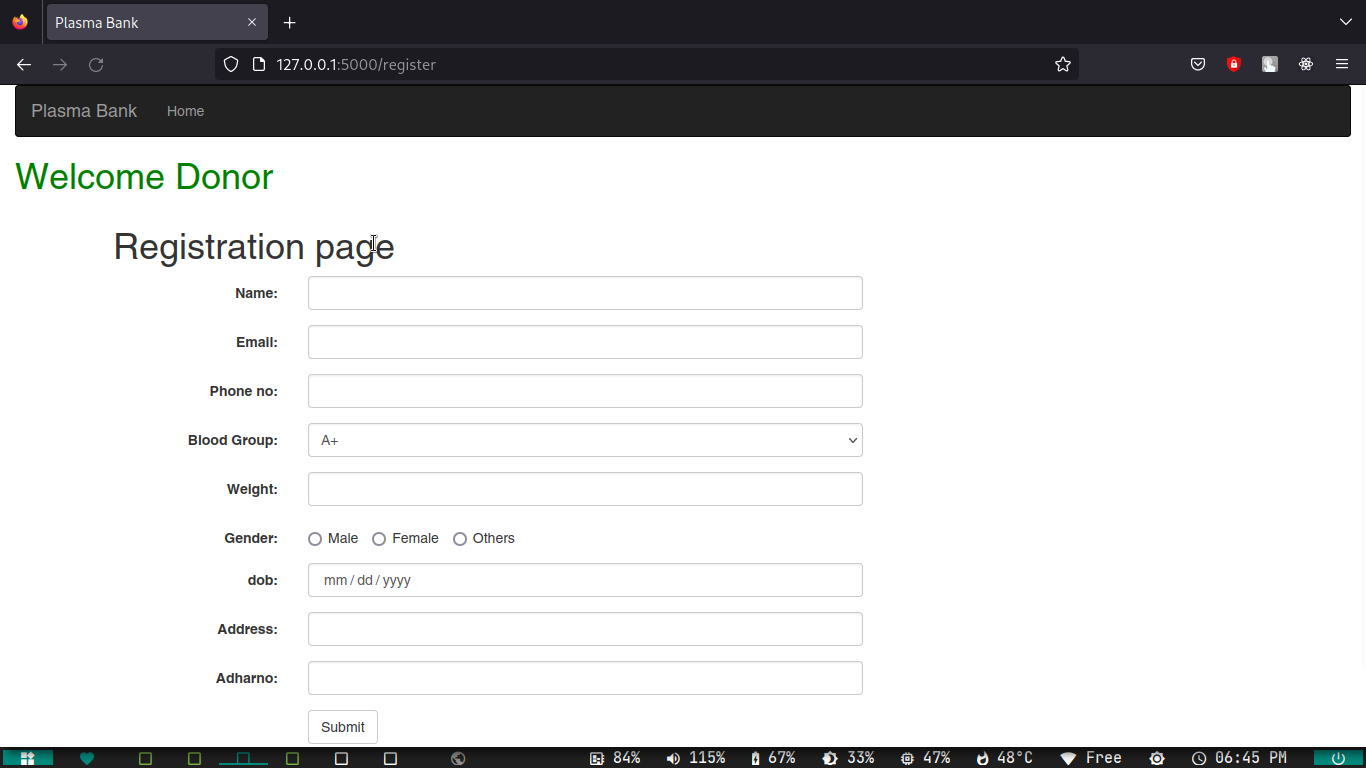 Plasma Bank
127.0.0.1:5000/register
Plasma Bank Home
Welcome Donor
Registration page
Name:
Email:
Phone no:
Blood Group: A+
Weight:
Gender: Male Female Others
dob: mm / dd / yyyy
Address:
Adharno:
Submit
84% 115% 67% 33% 47% 48°C Free 06:45 PM